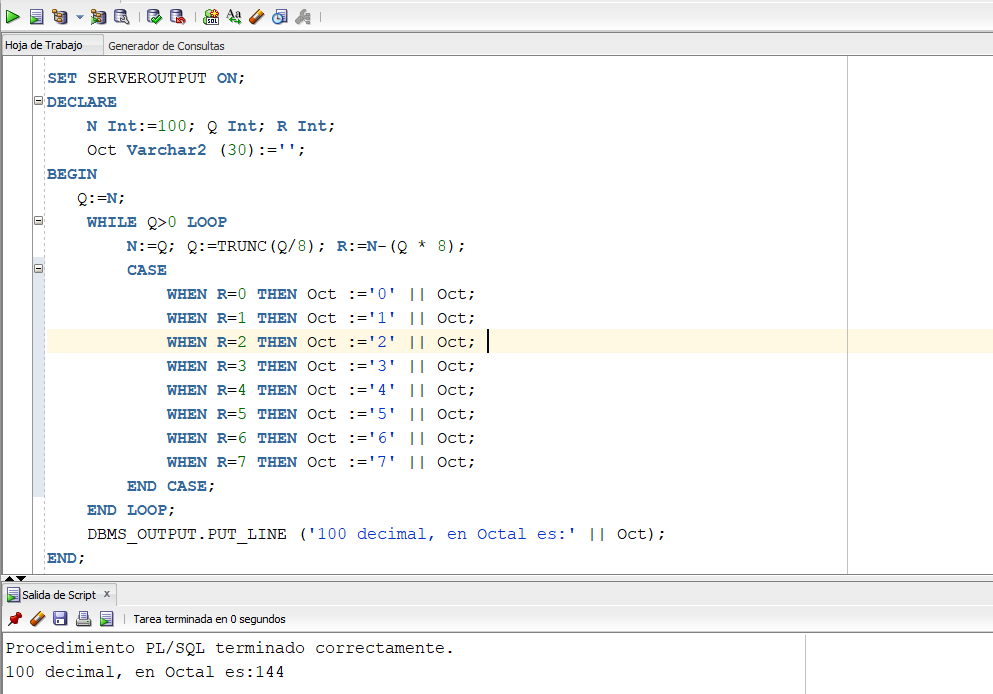 SQL Aa
Hoja de Trabajo Generador de Consultas
SET SERVEROUTPUT ON;
DECLARE
N Int:=100; Q Int; R Int;
Oct Varchar2 (30):='';
BEGIN
Q:=N;
WHILE Q>0 LOOP
N:=Q; Q:=TRUNC(Q/8); R:=N-(Q * 8);
CASE
WHEN R=0 THEN Oct :='0' || Oct;
WHEN R=1 THEN Oct :='1' || Oct;
WHEN R=2 THEN Oct :='2' || Oct;
WHEN R=3 THEN Oct :='3' || Oct;
WHEN R=4 THEN Oct :='4' || Oct;
WHEN R=5 THEN Oct :='5' || Oct;
WHEN R=6 THEN Oct :='6' || Oct;
WHEN R=7 THEN Oct :='7' || Oct;
END CASE;
END LOOP;
DBMS_OUTPUT.PUT_LINE ('100 decimal, en Octal es:' || Oct);
END;
Salida de Script x
Tarea terminada en 0 segundos
Procedimiento PL/SQL terminado correctamente.
100 decimal, en Octal es:144